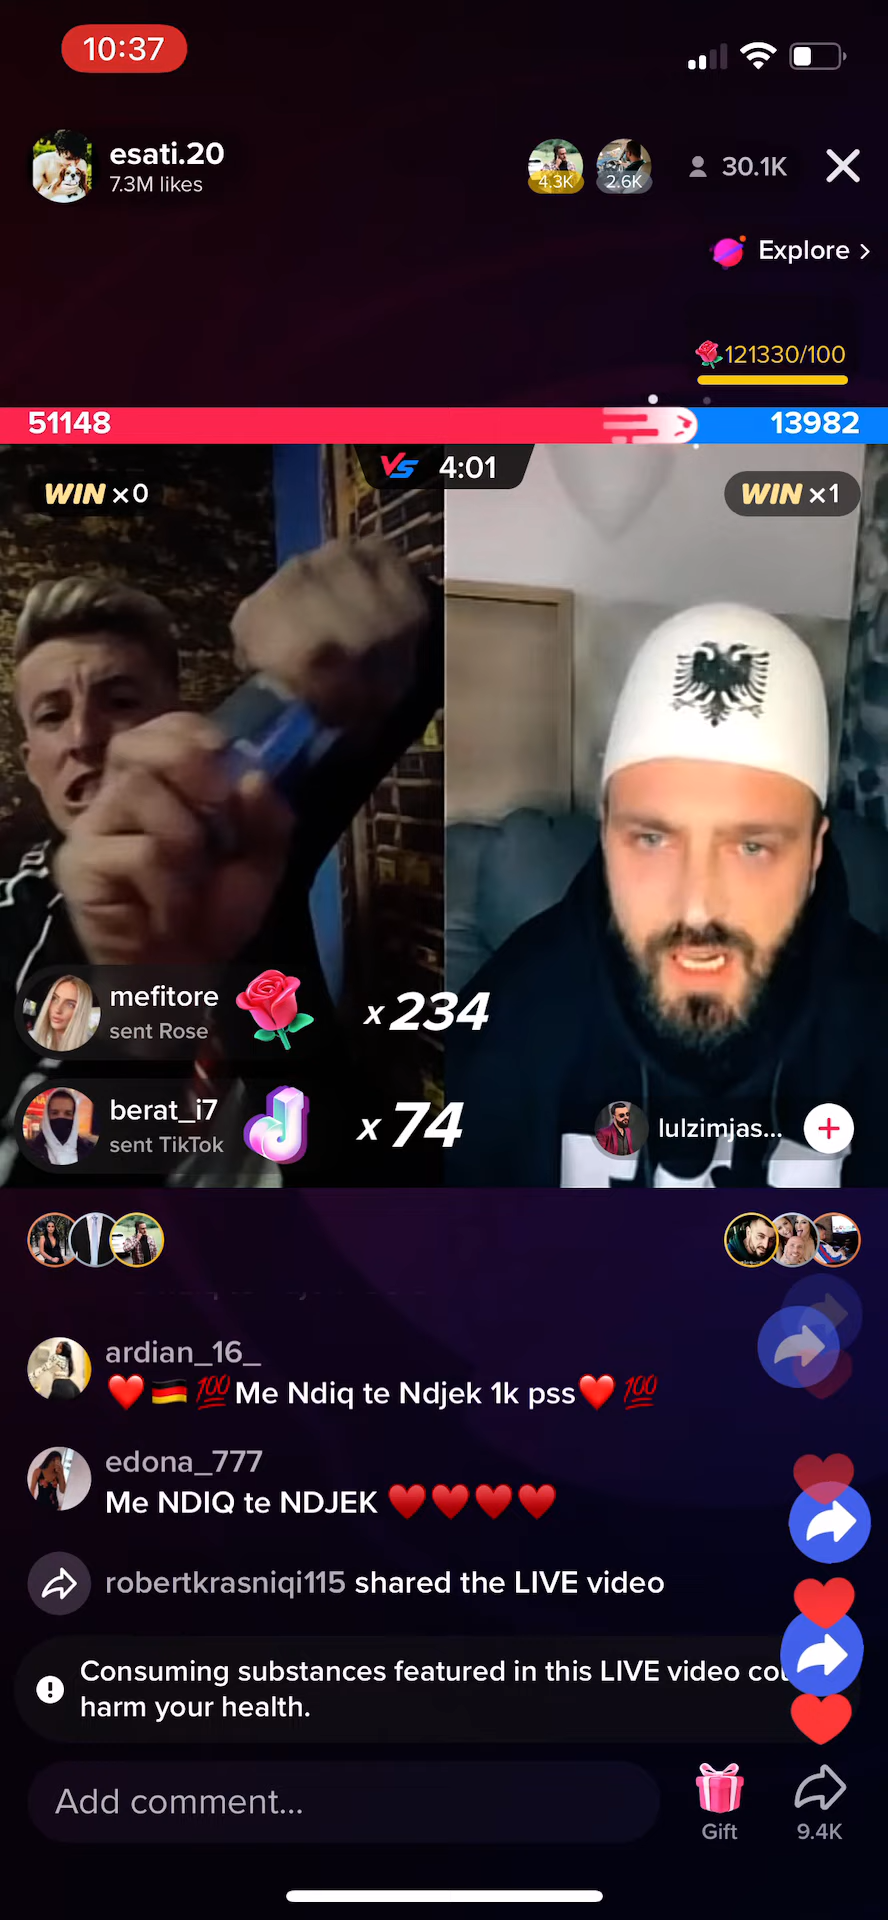 10:37
esati.20
7.3M likes
4.3K
2.6K
30.1K
Explore >
121330/100
51148
13982
VS 4:01
WIN x0
WIN x1
mefitore
sent Rose
x 234
berat_i7
sent TikTok
x 74
lulzimjas...
ardian_16_
❤️🇩🇪💯Me Ndiq te Ndjek 1k pss❤️💯
edona_777
Me NDIQ te NDJEK ❤️❤️❤️❤️
robertkrasniqi115 shared the LIVE video
Consuming substances featured in this LIVE video
harm your health.
Add comment...
Gift
9.4K